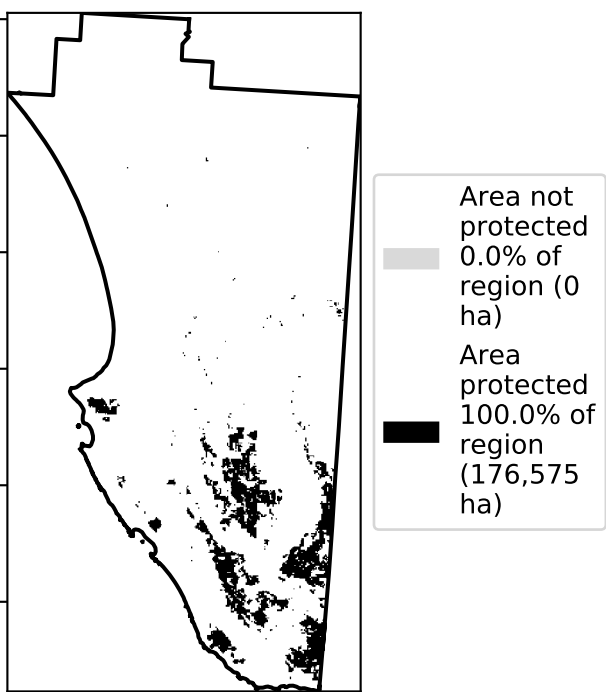 Area not
protected
0.0% of
region (0
ha)
Area
protected
100.0% of
region
(176,575
ha)